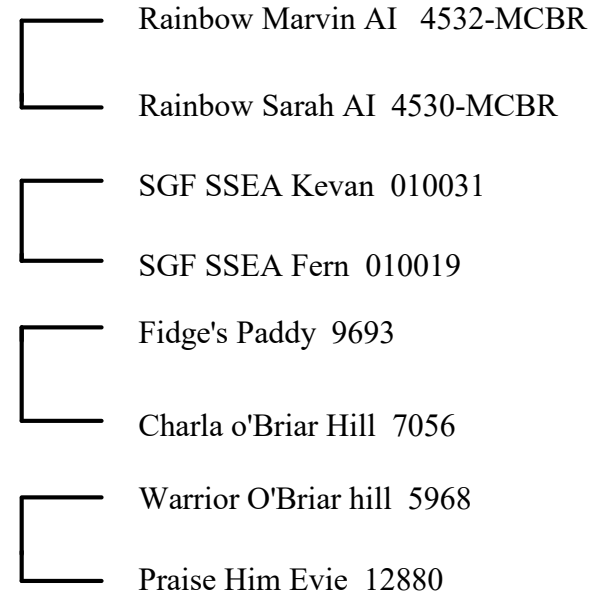 Rainbow Marvin AI 4532-MCBR
Rainbow Sarah AI 4530-MCBR
SGF SSEA Kevan 010031
SGF SSEA Fern 010019
Fidge's Paddy 9693
Charla o'Briar Hill 7056
Warrior O'Briar hill 5968
Praise Him Evie 12880